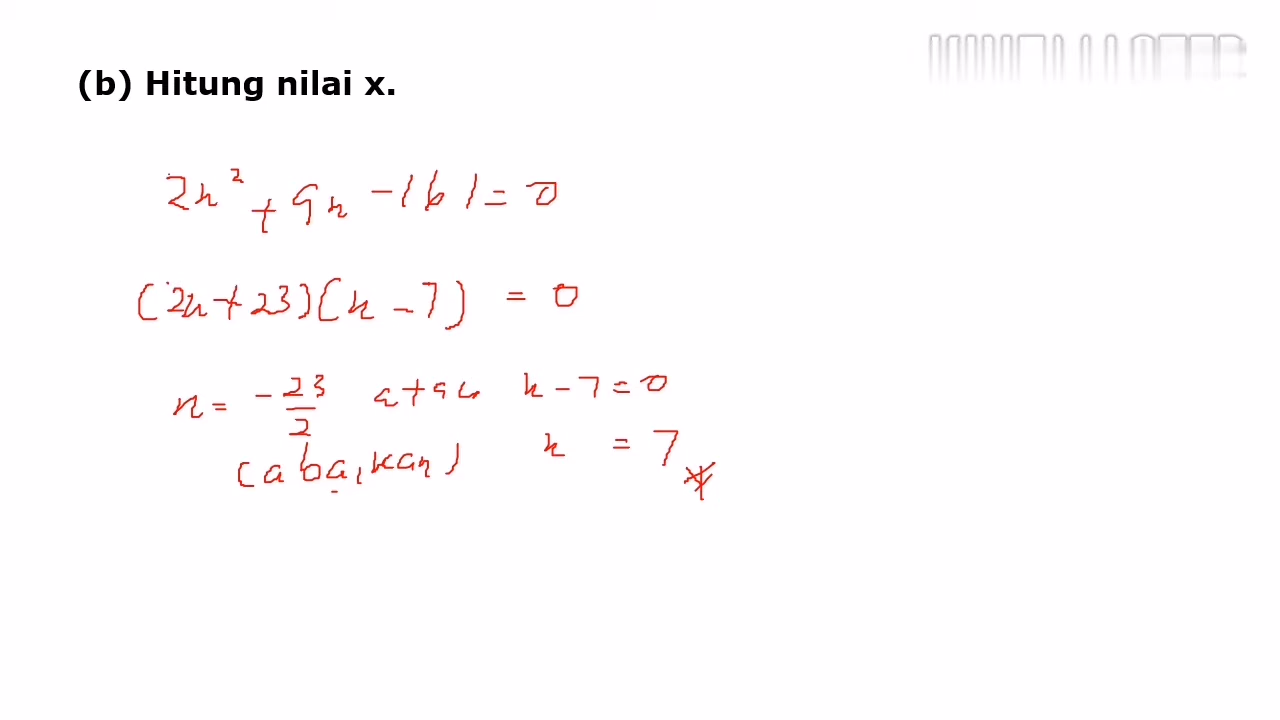 (b) Hitung nilai x.
2x² + 9x - 161 = 0
(2x + 23)(x - 7) = 0
x = -23/2 atau x - 7 = 0
(abaikan) x = 7